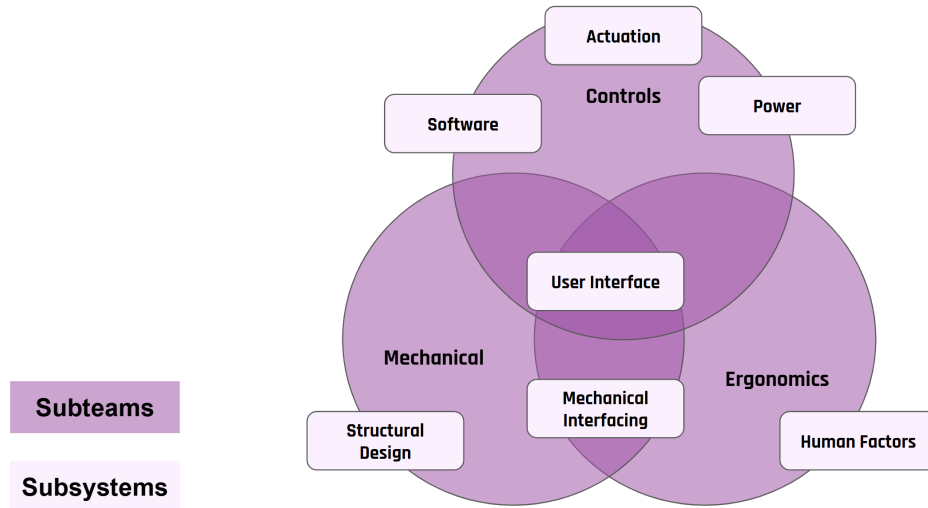 Actuation
Controls
Power
Software
User Interface
Mechanical
Ergonomics
Mechanical
Interfacing
Structural
Design
Human Factors
Subteams
Subsystems